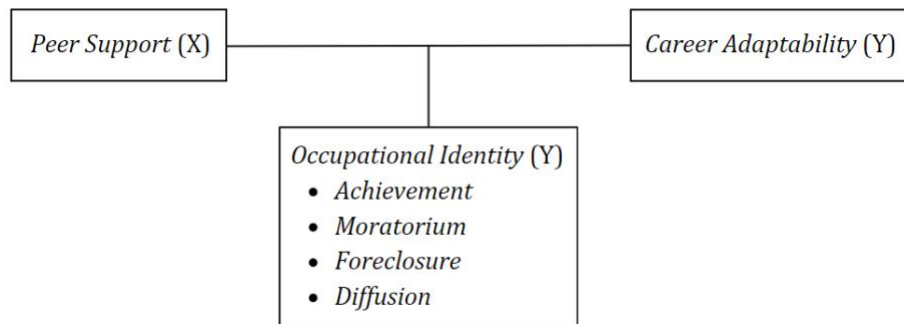 Peer Support (X)
Career Adaptability (Y)
Occupational Identity (Y)
• Achievement
• Moratorium
• Foreclosure
• Diffusion